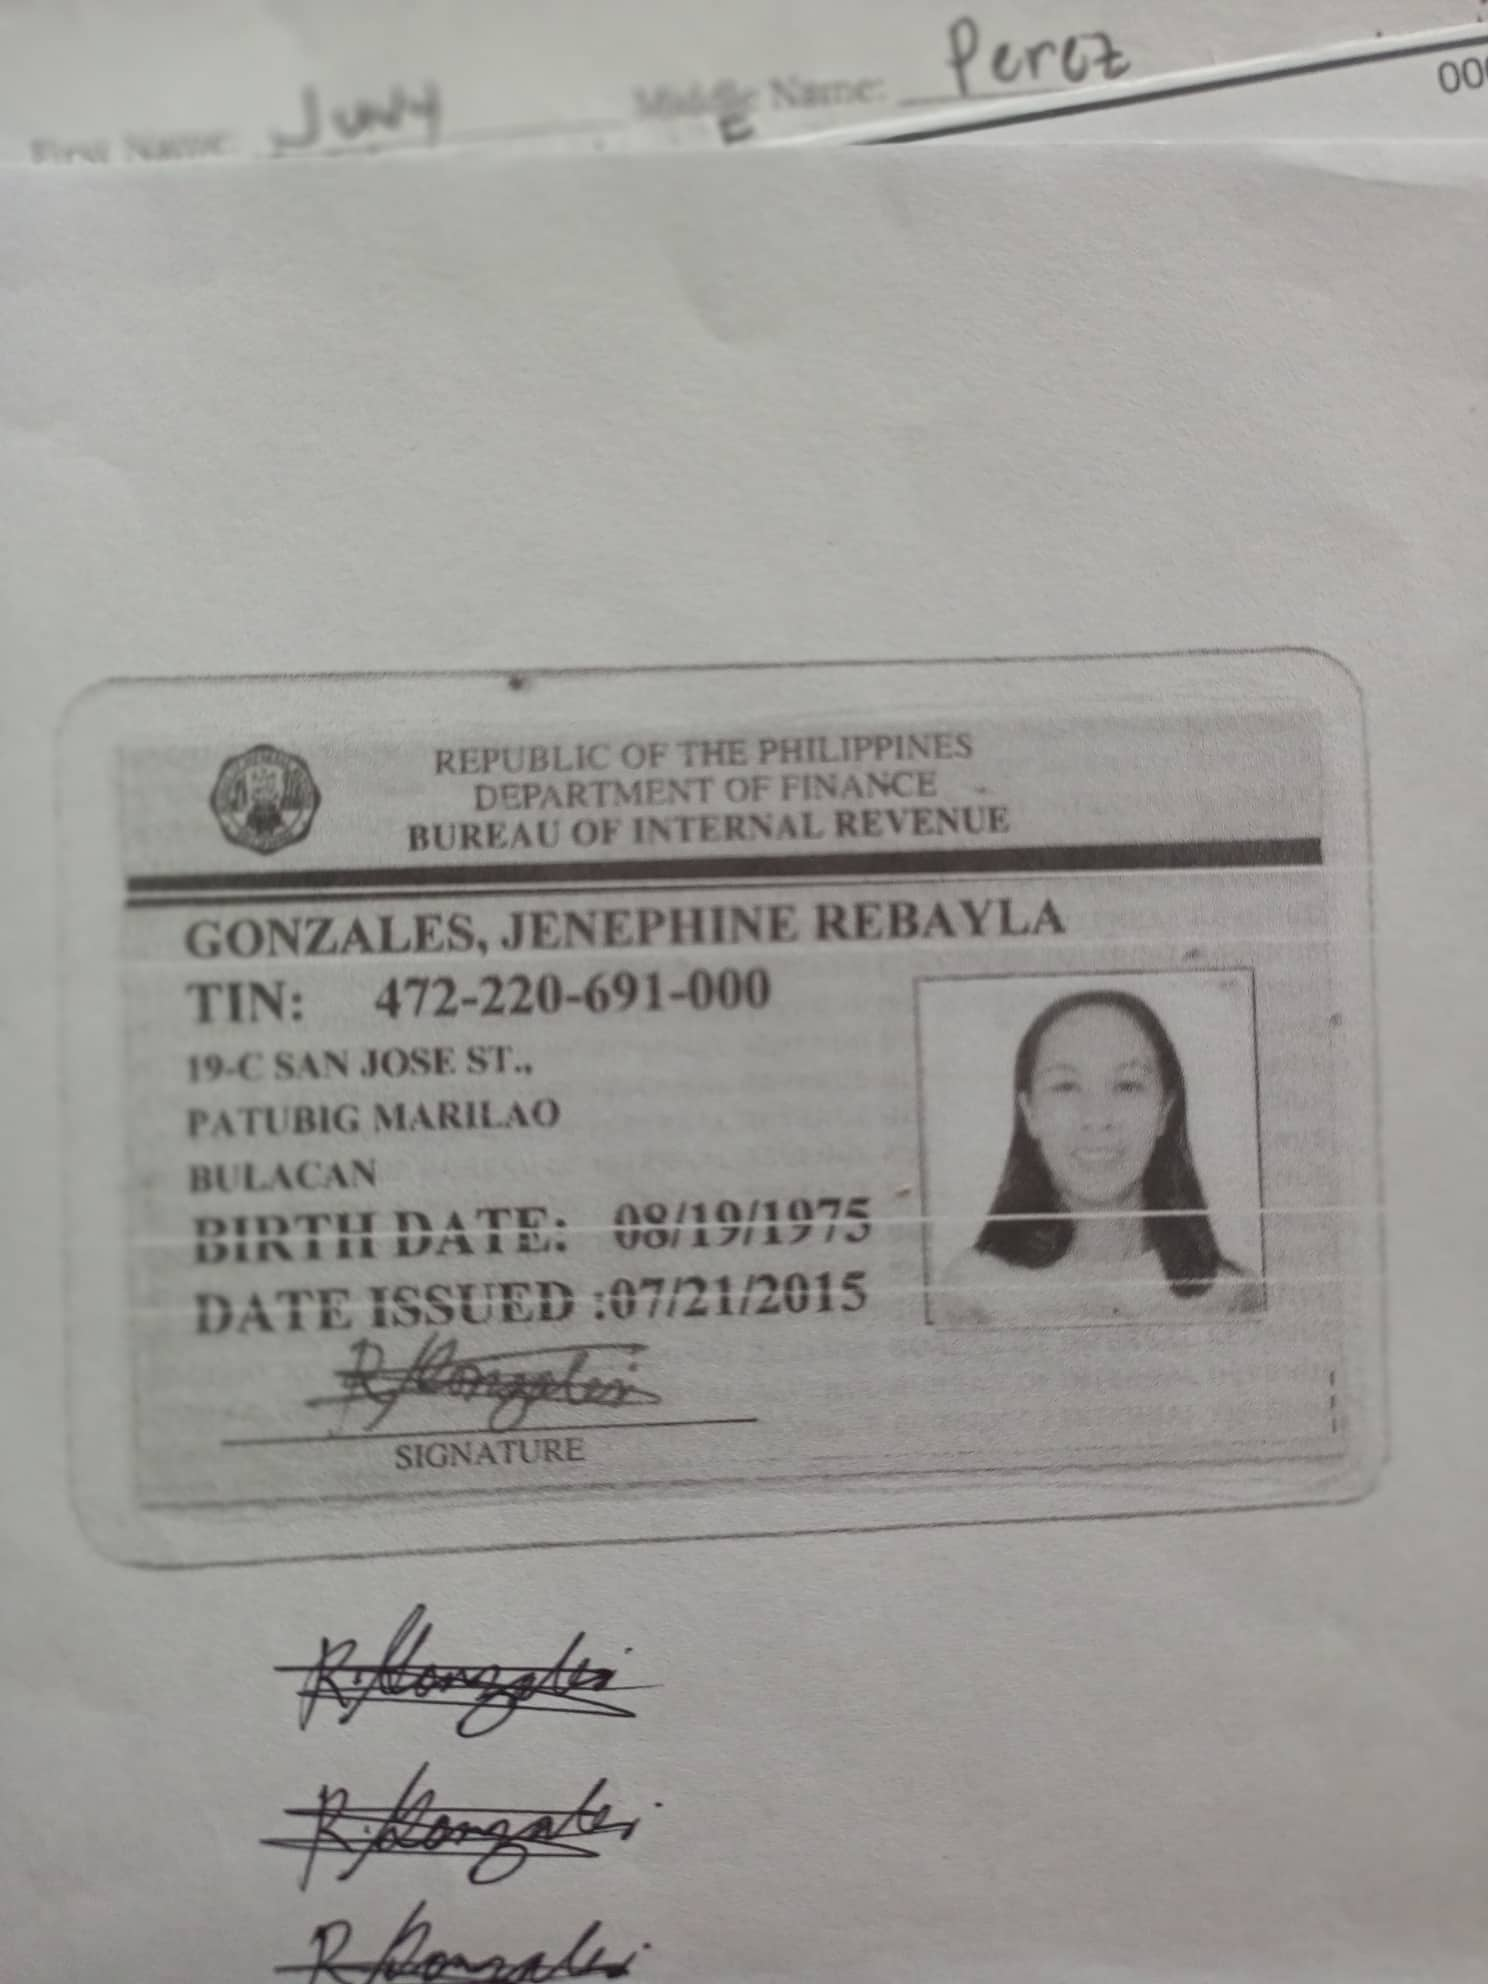 First Name: Juny Middle Name: Perez
E
REPUBLIC OF THE PHILIPPINES
DEPARTMENT OF FINANCE
BUREAU OF INTERNAL REVENUE
GONZALES, JENEPHINE REBAYLA
TIN: 472-220-691-000
19-C SAN JOSE ST.,
PATUBIG MARILAO
BULACAN
BIRTH DATE: 08/19/1975
DATE ISSUED :07/21/2015
R. Gonzales
SIGNATURE
R. Gonzales
R. Gonzales
R. Gonzales